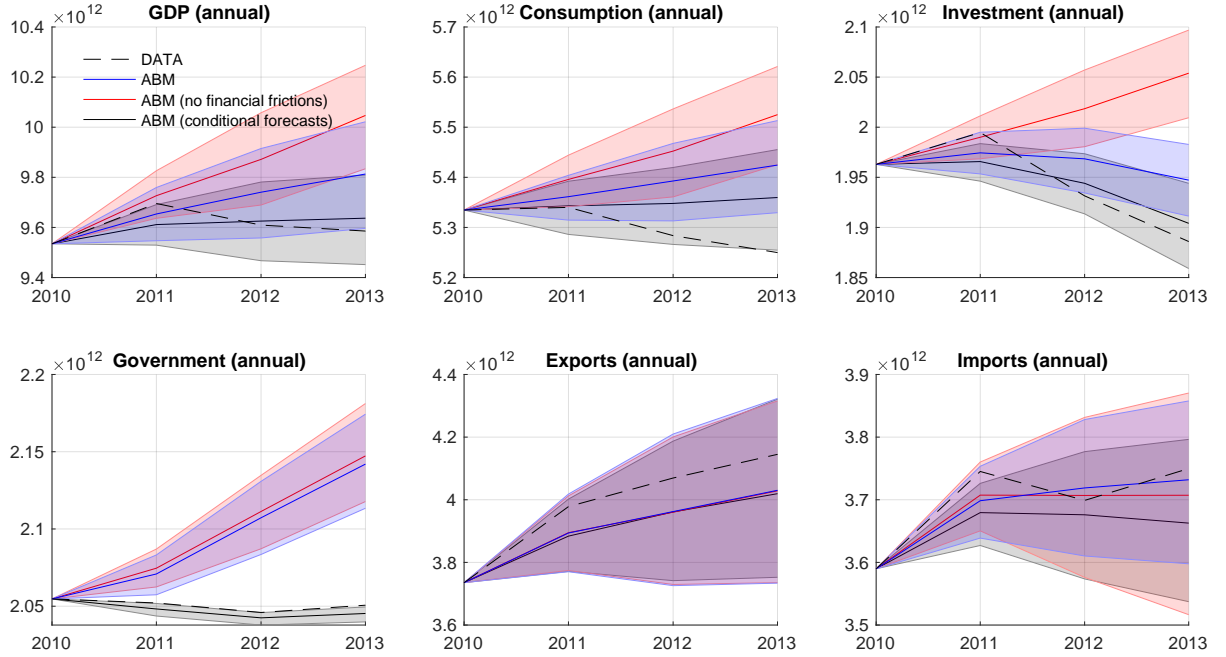 GDP (annual)
×10^12
10.4
10.2
10
9.8
9.6
9.4
2010 2011 2012 2013
DATA
ABM
ABM (no financial frictions)
ABM (conditional forecasts)
Consumption (annual)
×10^12
5.7
5.6
5.5
5.4
5.3
5.2
2010 2011 2012 2013
Investment (annual)
×10^12
2.1
2.05
2
1.95
1.9
1.85
2010 2011 2012 2013
Government (annual)
×10^12
2.2
2.15
2.1
2.05
2010 2011 2012 2013
Exports (annual)
×10^12
4.4
4.2
4
3.8
3.6
2010 2011 2012 2013
Imports (annual)
×10^12
3.9
3.8
3.7
3.6
3.5
2010 2011 2012 2013